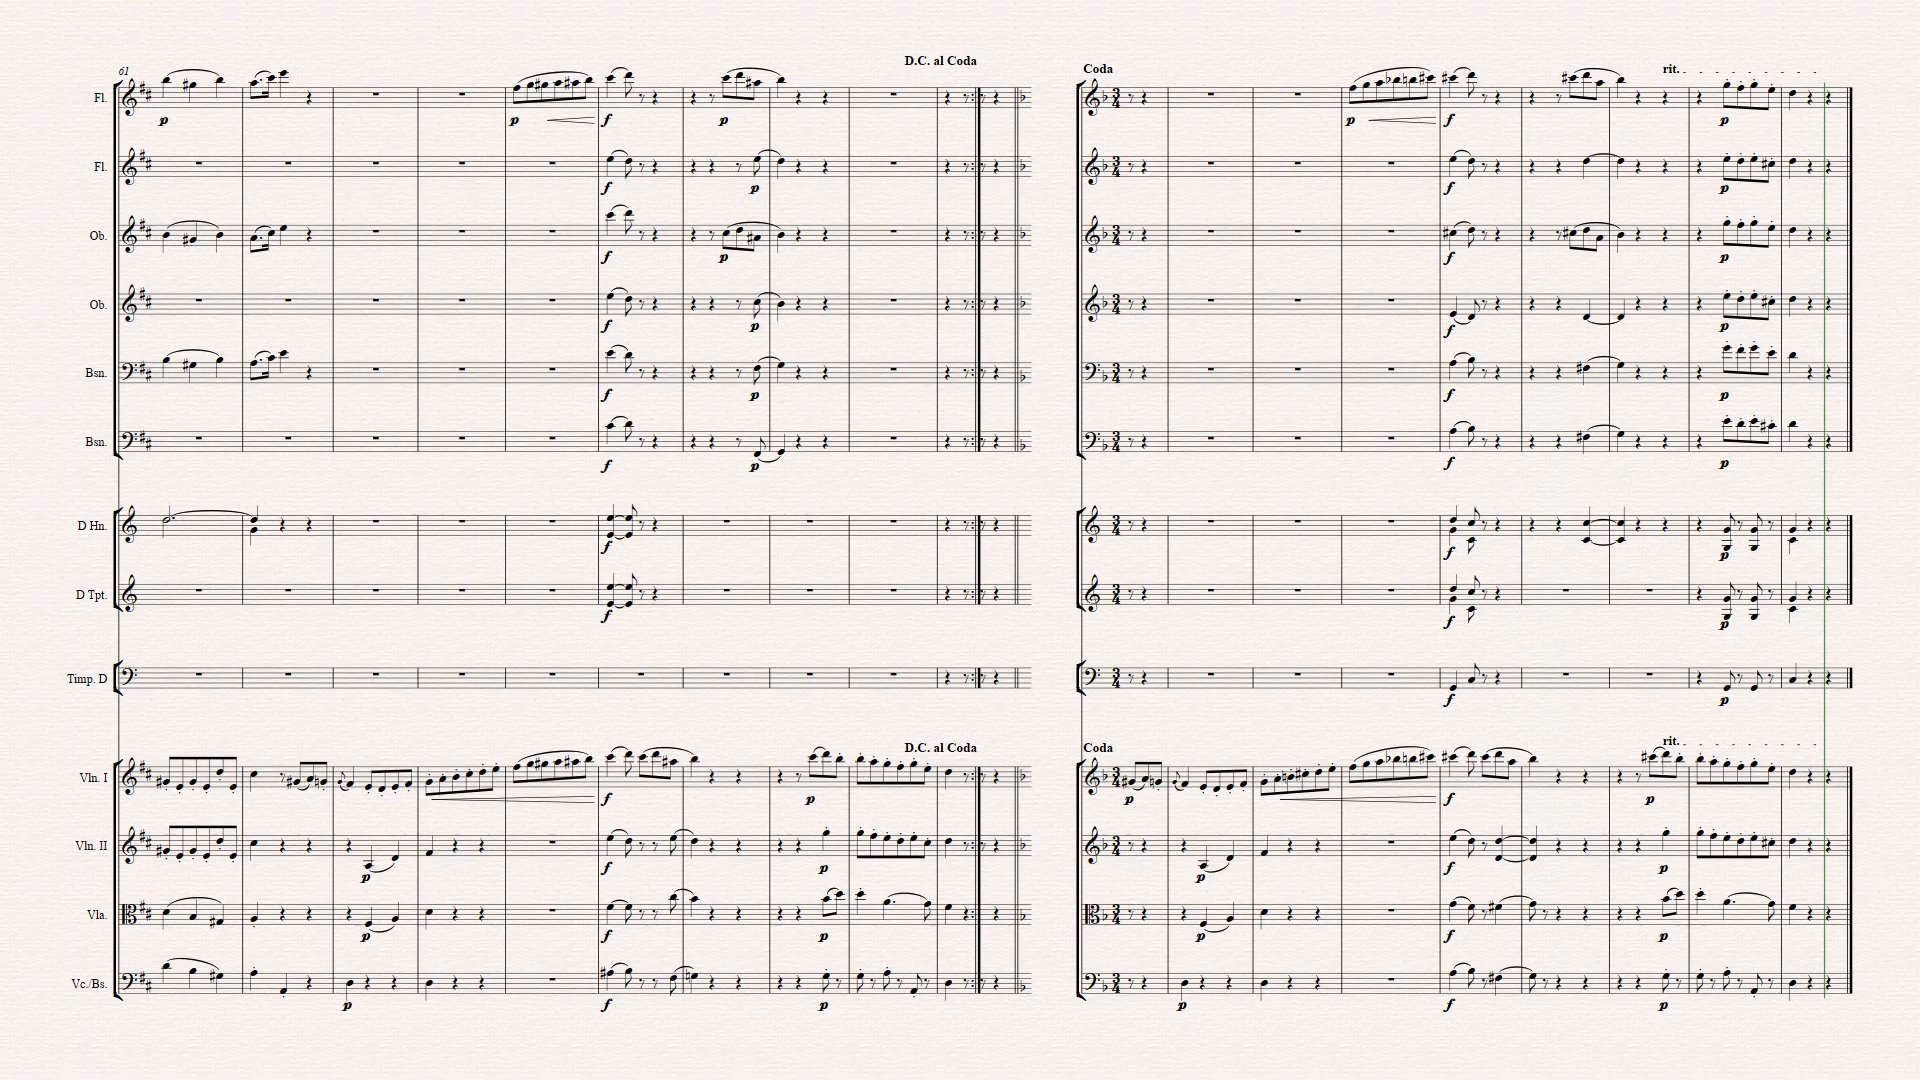 D.C. al Coda
61
Coda
rit.
Fl.
p
p
f
p
p
f
p
Fl.
f
p
f
p
Ob.
f
p
f
p
Ob.
f
p
f
p
Bsn.
f
p
f
p
Bsn.
f
p
f
p
D Hn.
f
f
p
D Tpt.
f
f
p
Timp. D
f
p
D.C. al Coda
Coda
rit.
Vln. I
f
p
p
f
p
Vln. II
p
f
p
p
f
p
Vla.
p
f
p
p
f
p
Vc./Bs.
p
f
p
p
f
p